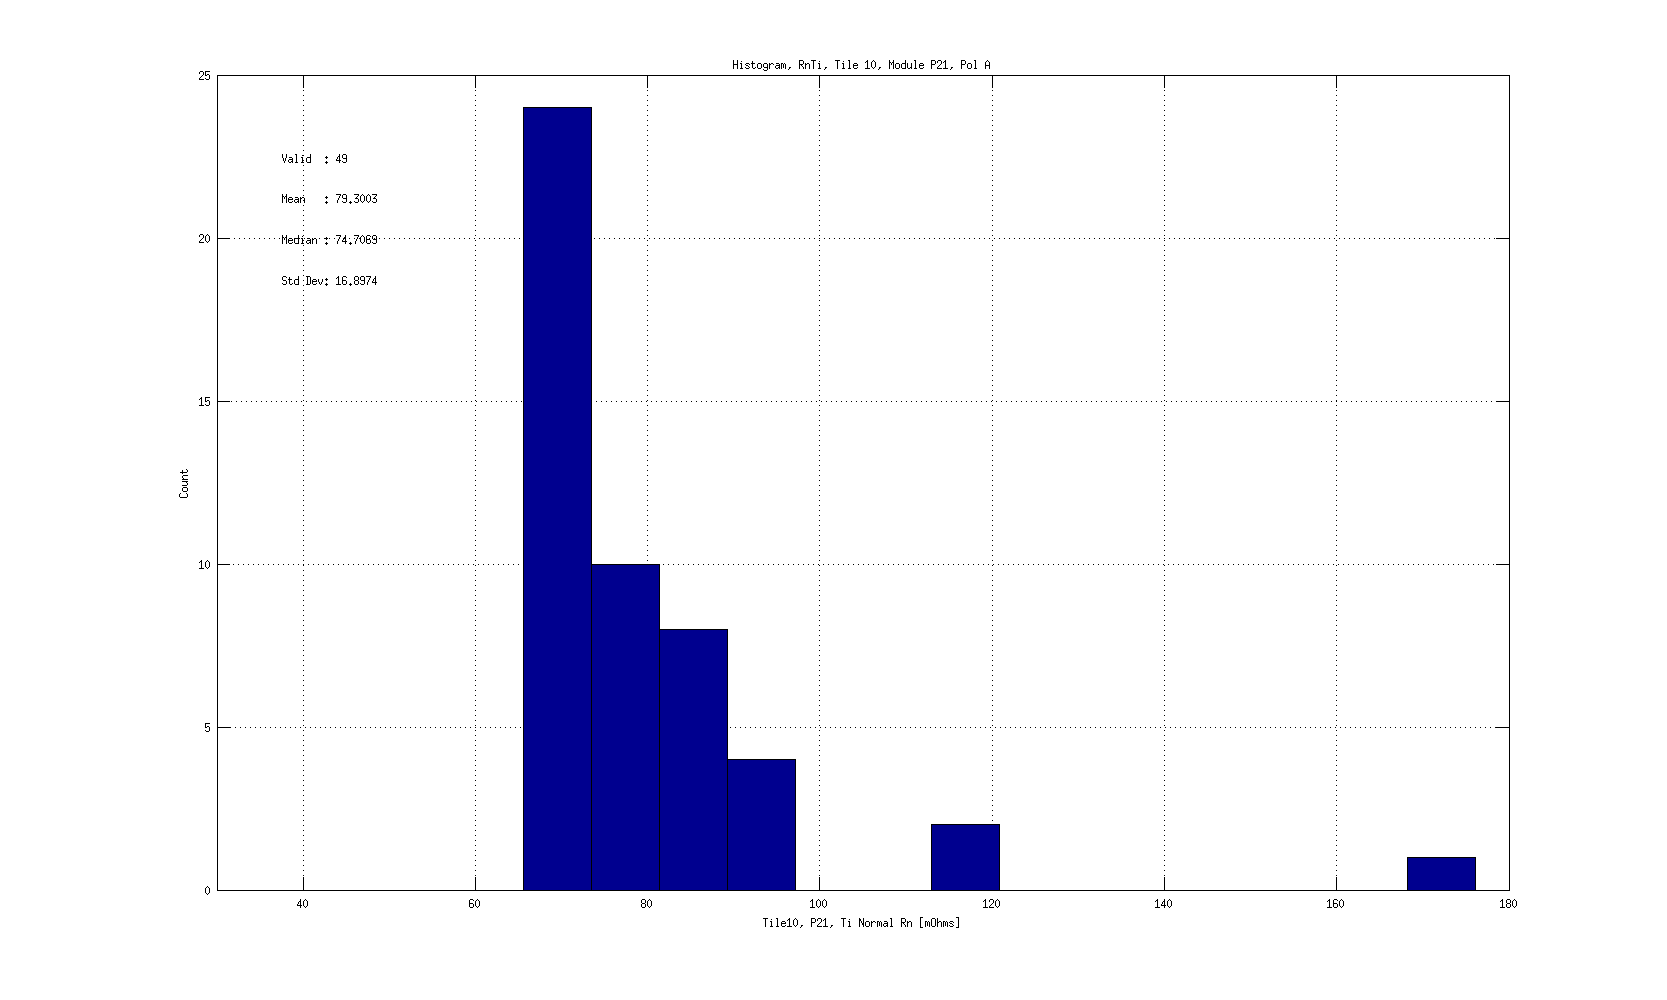 Histogram, RnTi, Tile 10, Module P21, Pol A
25
Valid : 49
Mean : 79.3003
20
Median : 74.7069
Std Dev: 16.8974
15
Count
10
5
0
40 60 80 100 120 140 160 180
Tile10, P21, Ti Normal Rn [mOhms]